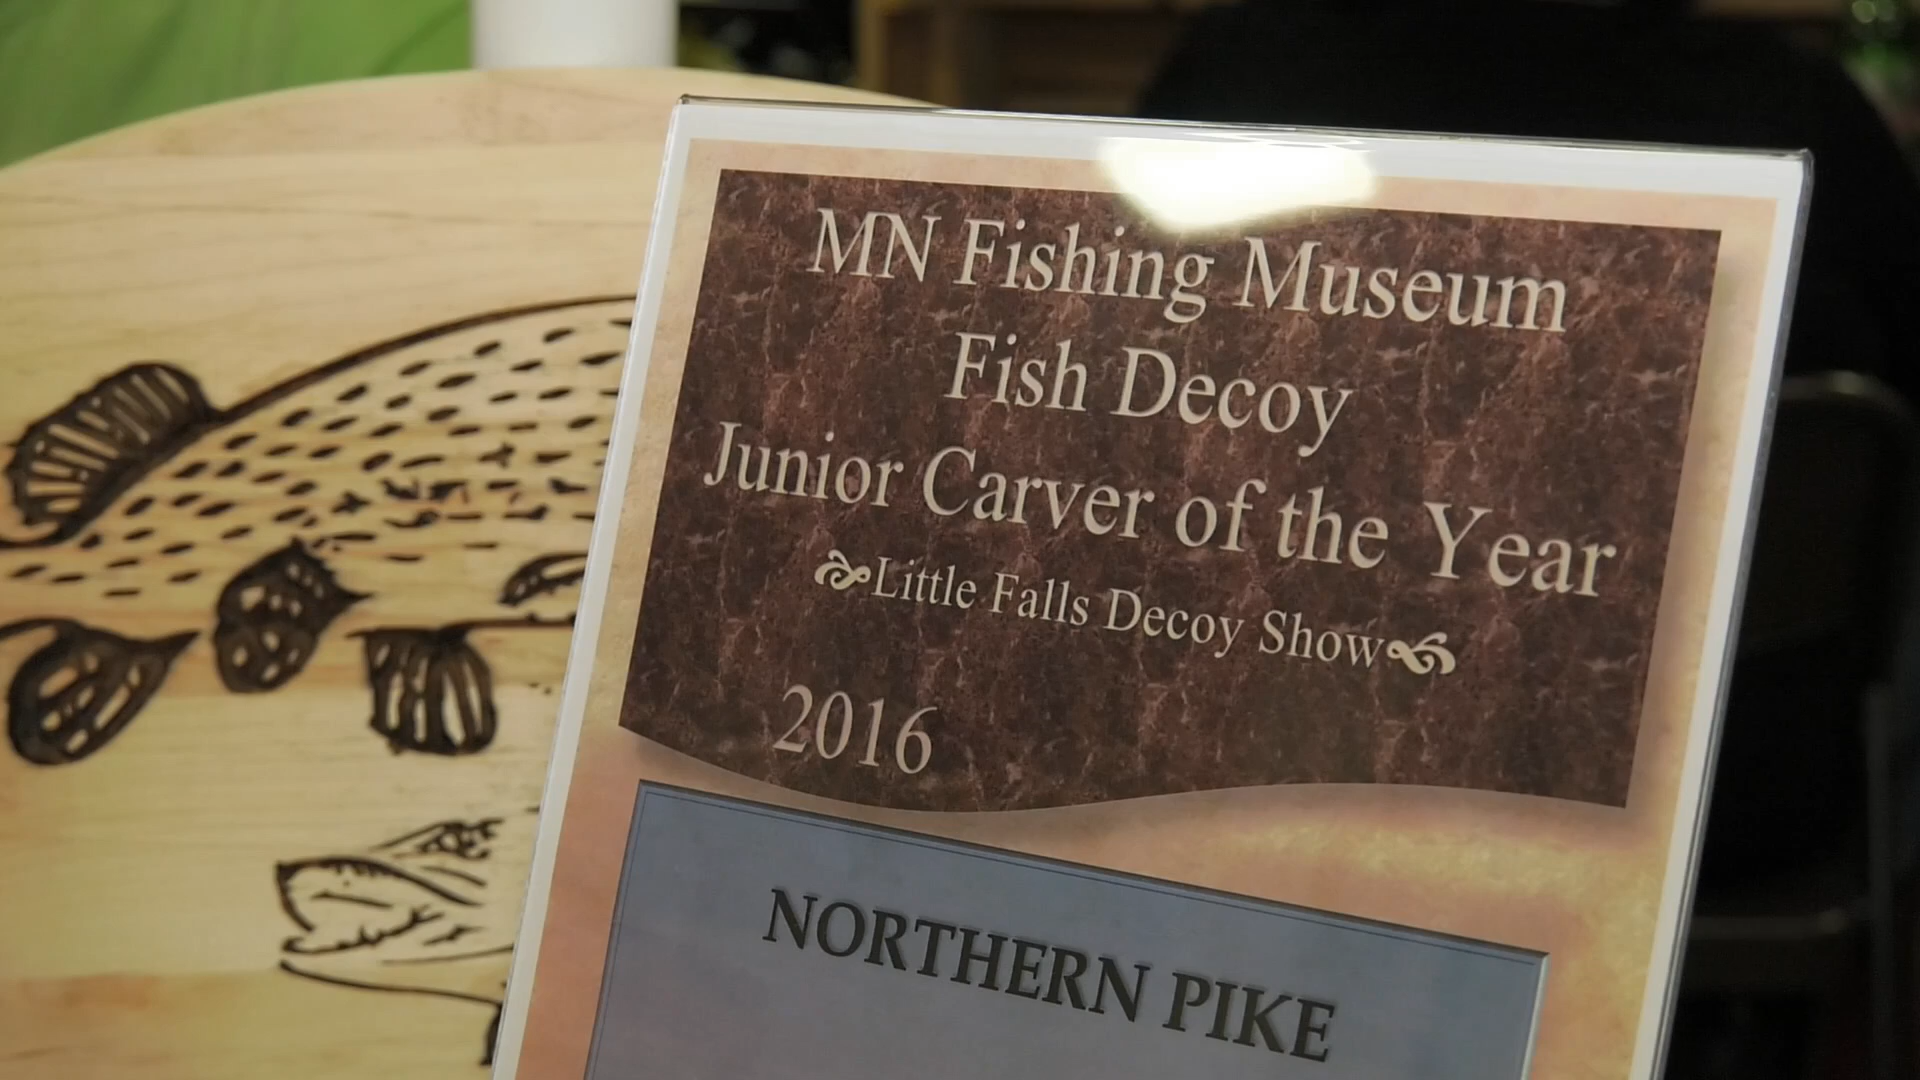 MN Fishing Museum
Fish Decoy
Junior Carver of the Year
Little Falls Decoy Show
2016
NORTHERN PIKE